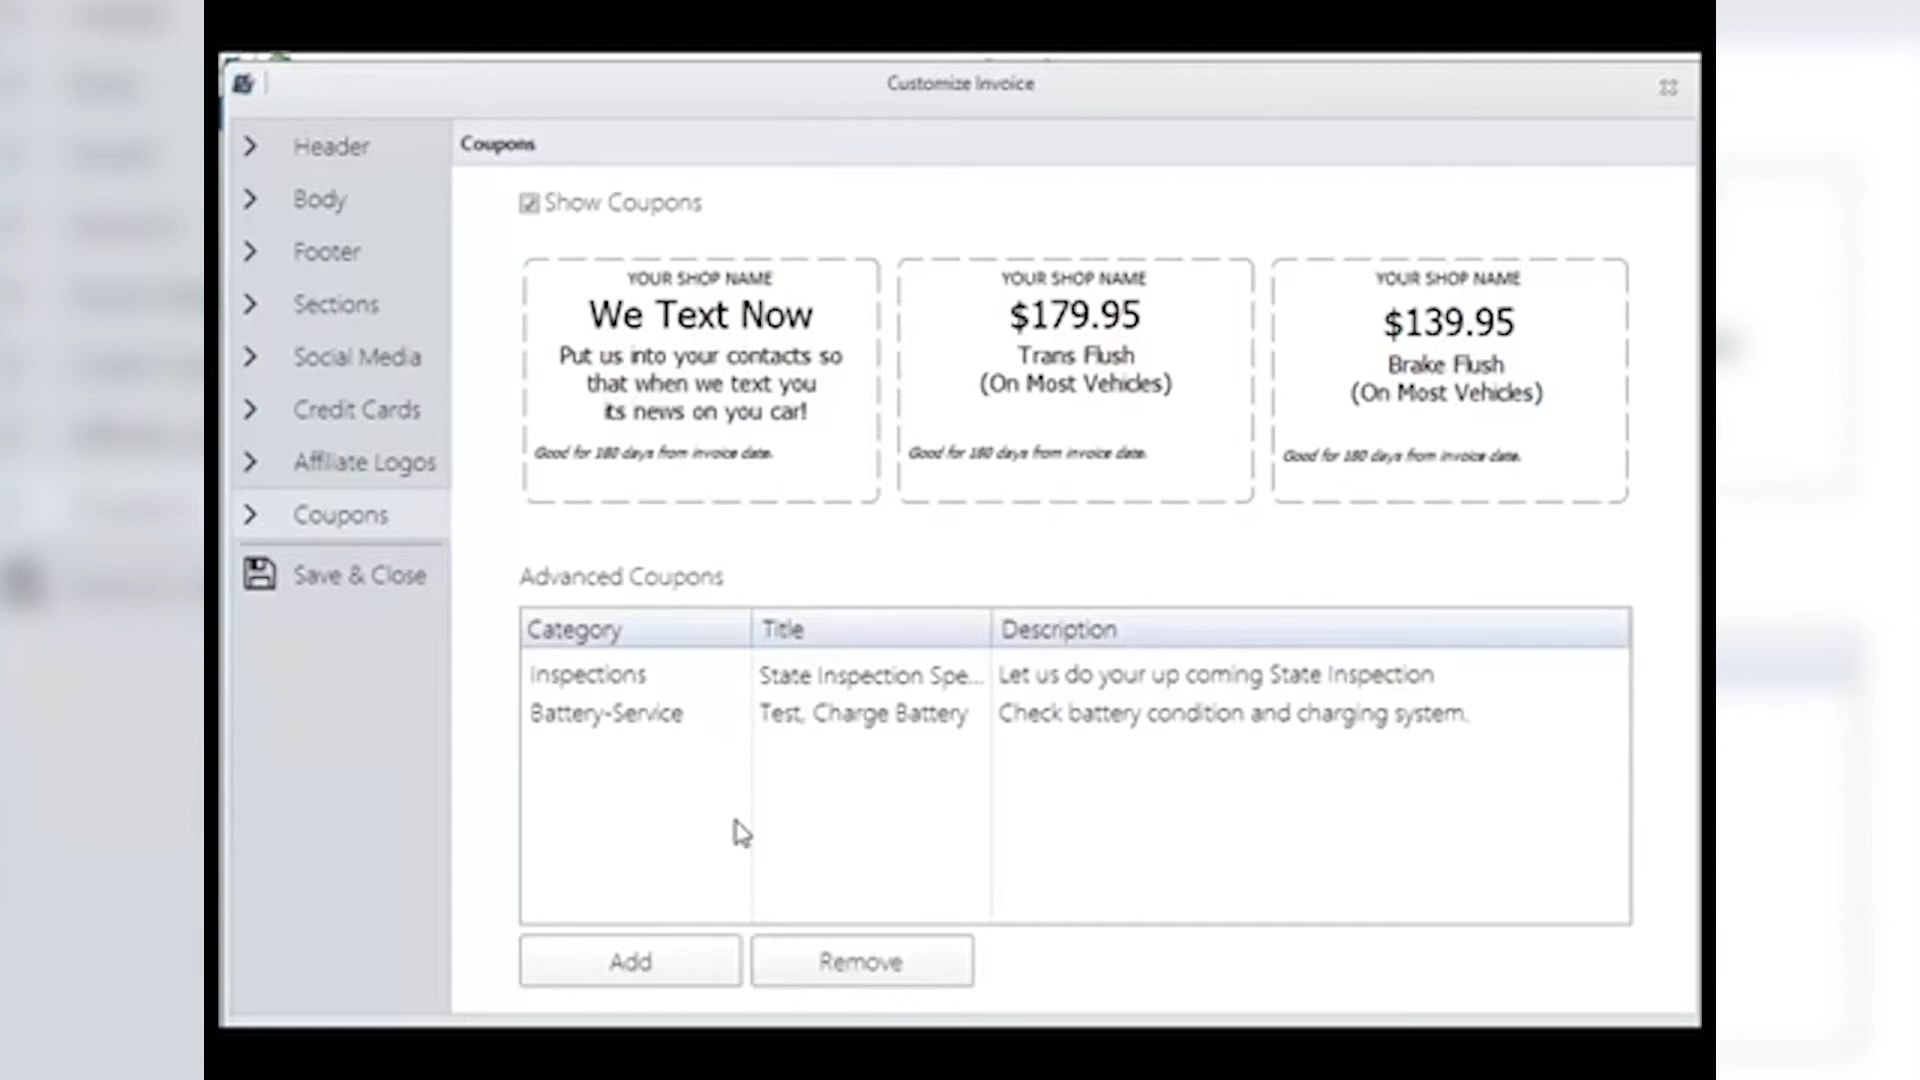 Customize Invoice
Header
Body
Footer
Sections
Social Media
Credit Cards
Affiliate Logos
Coupons
Save & Close
Coupons
Show Coupons
YOUR SHOP NAME
We Text Now
Put us into your contacts so
that when we text you
its news on you car!
Good for 180 days from invoice date.
YOUR SHOP NAME
$179.95
Trans Flush
(On Most Vehicles)
Good for 180 days from invoice date.
YOUR SHOP NAME
$139.95
Brake Flush
(On Most Vehicles)
Good for 180 days from invoice date.
Advanced Coupons
Category Title Description
Inspections State Inspection Spe... Let us do your up coming State Inspection
Battery-Service Test, Charge Battery Check battery condition and charging system.
Add Remove